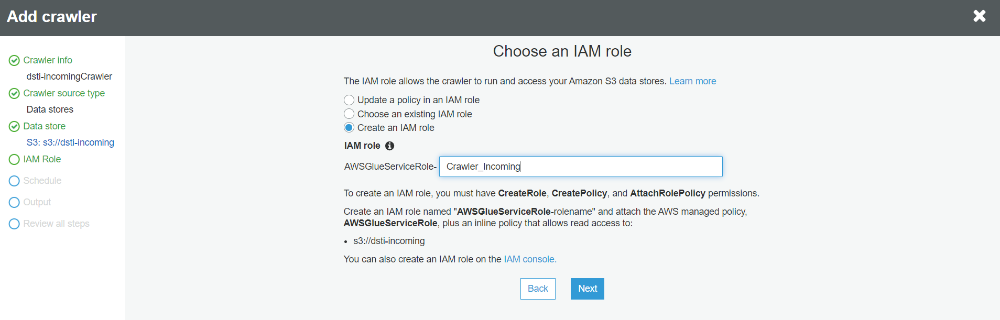 Add crawler
Crawler info
dsti-incomingCrawler
Crawler source type
Data stores
Data store
S3: s3://dsti-incoming
IAM Role
Schedule
Output
Review all steps
Choose an IAM role
The IAM role allows the crawler to run and access your Amazon S3 data stores. Learn more
Update a policy in an IAM role
Choose an existing IAM role
Create an IAM role
IAM role
AWSGlueServiceRole- Crawler_Incoming
To create an IAM role, you must have CreateRole, CreatePolicy, and AttachRolePolicy permissions.
Create an IAM role named "AWSGlueServiceRole-rolename" and attach the AWS managed policy,
AWSGlueServiceRole, plus an inline policy that allows read access to:
• s3://dsti-incoming
You can also create an IAM role on the IAM console.
Back Next